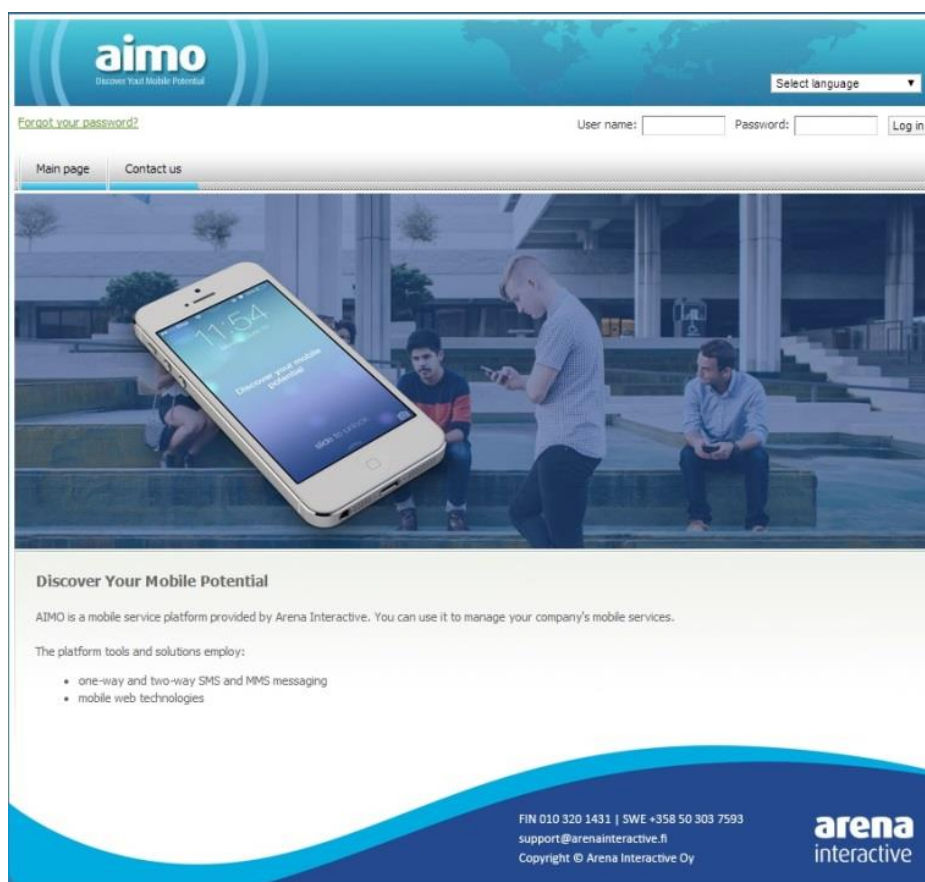 aimo
Discover Your Mobile Potential
Select language
Forgot your password?
User name:
Password:
Log in
Main page
Contact us
11:54
Discover your mobile
potential
slide to unlock
Discover Your Mobile Potential
AIMO is a mobile service platform provided by Arena Interactive. You can use it to manage your company's mobile services.
The platform tools and solutions employ:
one-way and two-way SMS and MMS messaging
mobile web technologies
FIN 010 320 1431 | SWE +358 50 303 7593
support@arenainteractive.fi
Copyright © Arena Interactive Oy
arena
interactive